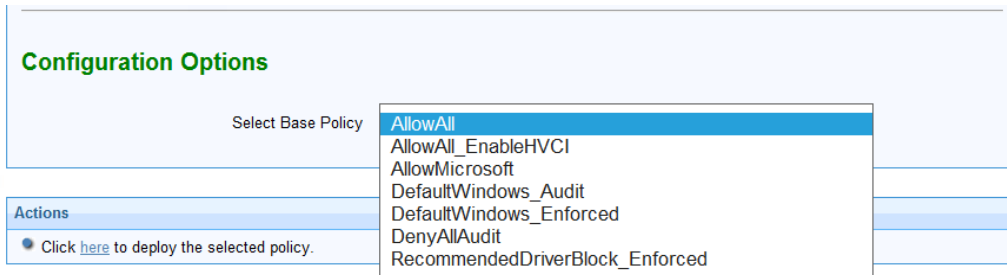 Configuration Options
Select Base Policy
AllowAll
AllowAll_EnableHVCI
AllowMicrosoft
DefaultWindows_Audit
DefaultWindows_Enforced
DenyAllAudit
RecommendedDriverBlock_Enforced
Actions
Click here to deploy the selected policy.